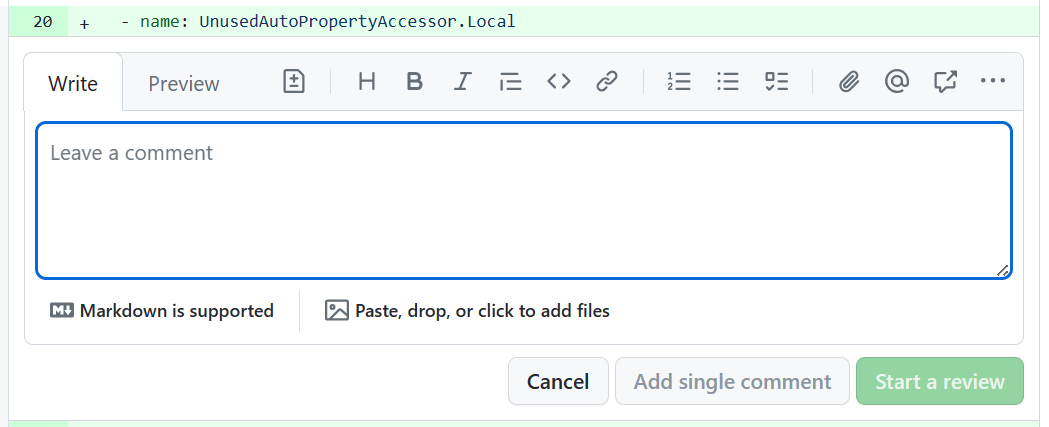 20 + - name: UnusedAutoPropertyAccessor.Local
Write Preview
Leave a comment
Markdown is supported Paste, drop, or click to add files
Cancel Add single comment Start a review